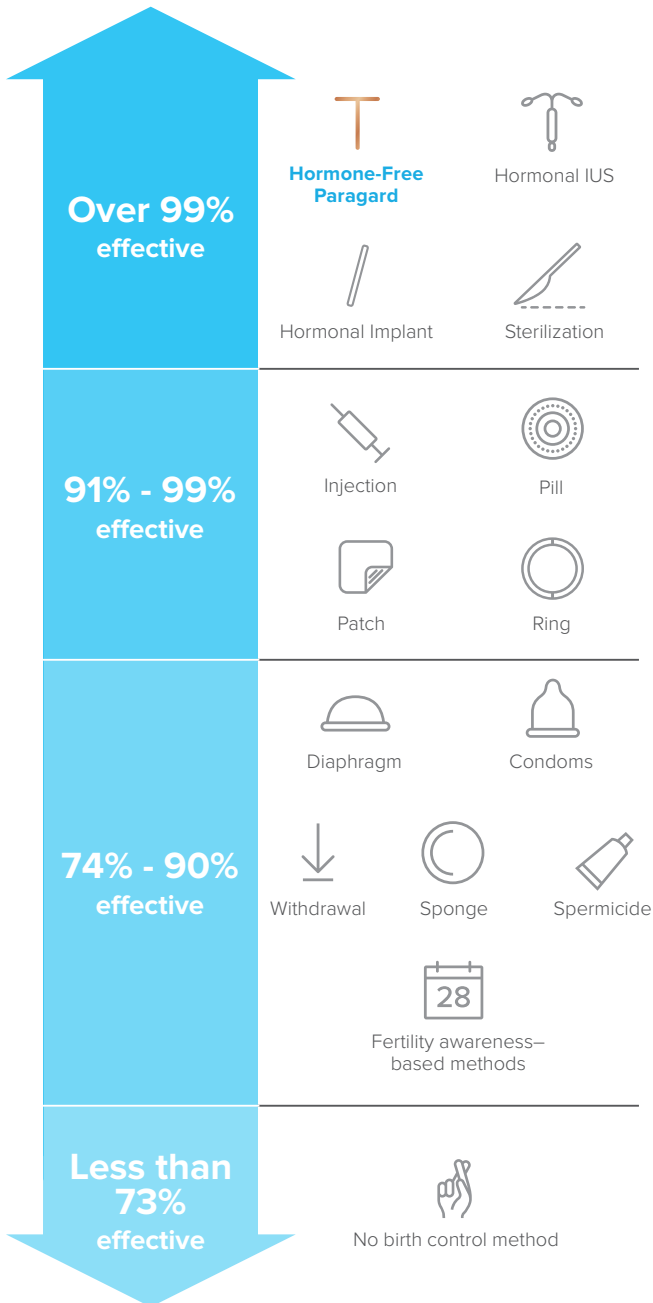 Over 99%
effective
Hormone-Free
Paragard
Hormonal IUS
Hormonal Implant
Sterilization
91% - 99%
effective
Injection
Pill
Patch
Ring
74% - 90%
effective
Diaphragm
Condoms
Withdrawal
Sponge
Spermicide
28
Fertility awareness–
based methods
Less than
73%
effective
No birth control method